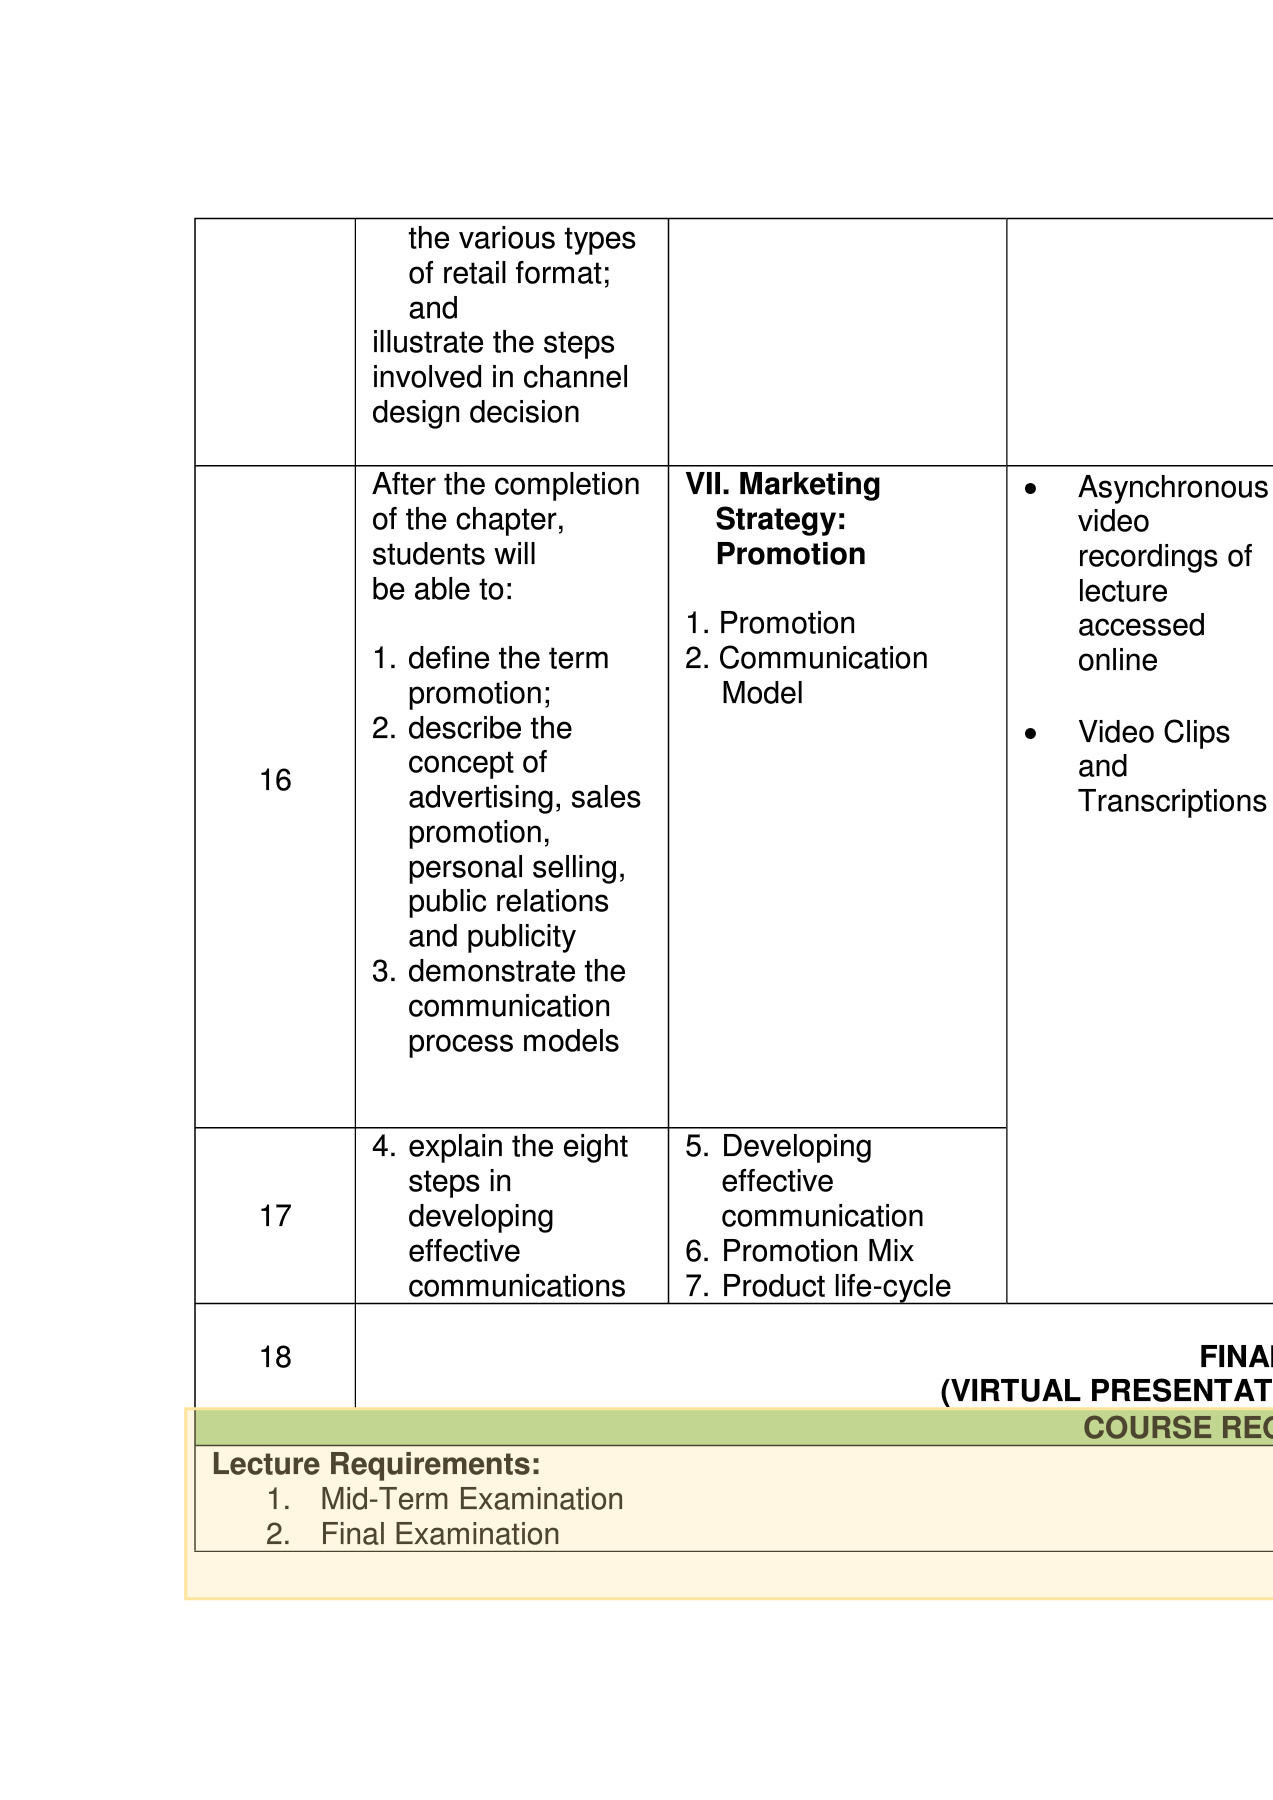 the various types
of retail format;
and
illustrate the steps
involved in channel
design decision
16
After the completion
of the chapter,
students will
be able to:
1. define the term
promotion;
2. describe the
concept of
advertising, sales
promotion,
personal selling,
public relations
and publicity
3. demonstrate the
communication
process models
VII. Marketing
Strategy:
Promotion
1. Promotion
2. Communication
Model
● Asynchronous
video
recordings of
lecture
accessed
online
● Video Clips
and
Transcriptions
17
4. explain the eight
steps in
developing
effective
communications
5. Developing
effective
communication
6. Promotion Mix
7. Product life-cycle
18
FINA
(VIRTUAL PRESENTAT
COURSE REQ
Lecture Requirements:
1. Mid-Term Examination
2. Final Examination